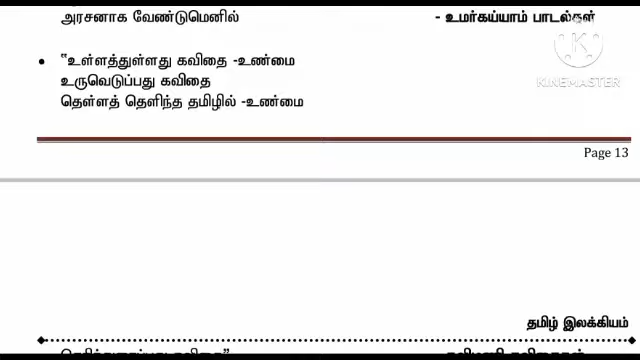 அரசனாக வேண்டுமெனில் - உமர்கய்யாம் பாடல்கள்
KINEMASTER
• "உள்ளத்துள்ளது கவிதை -உண்மை
உருவெடுப்பது கவிதை
தெள்ளத் தெளிந்த தமிழில் -உண்மை
Page 13
தமிழ் இலக்கியம்